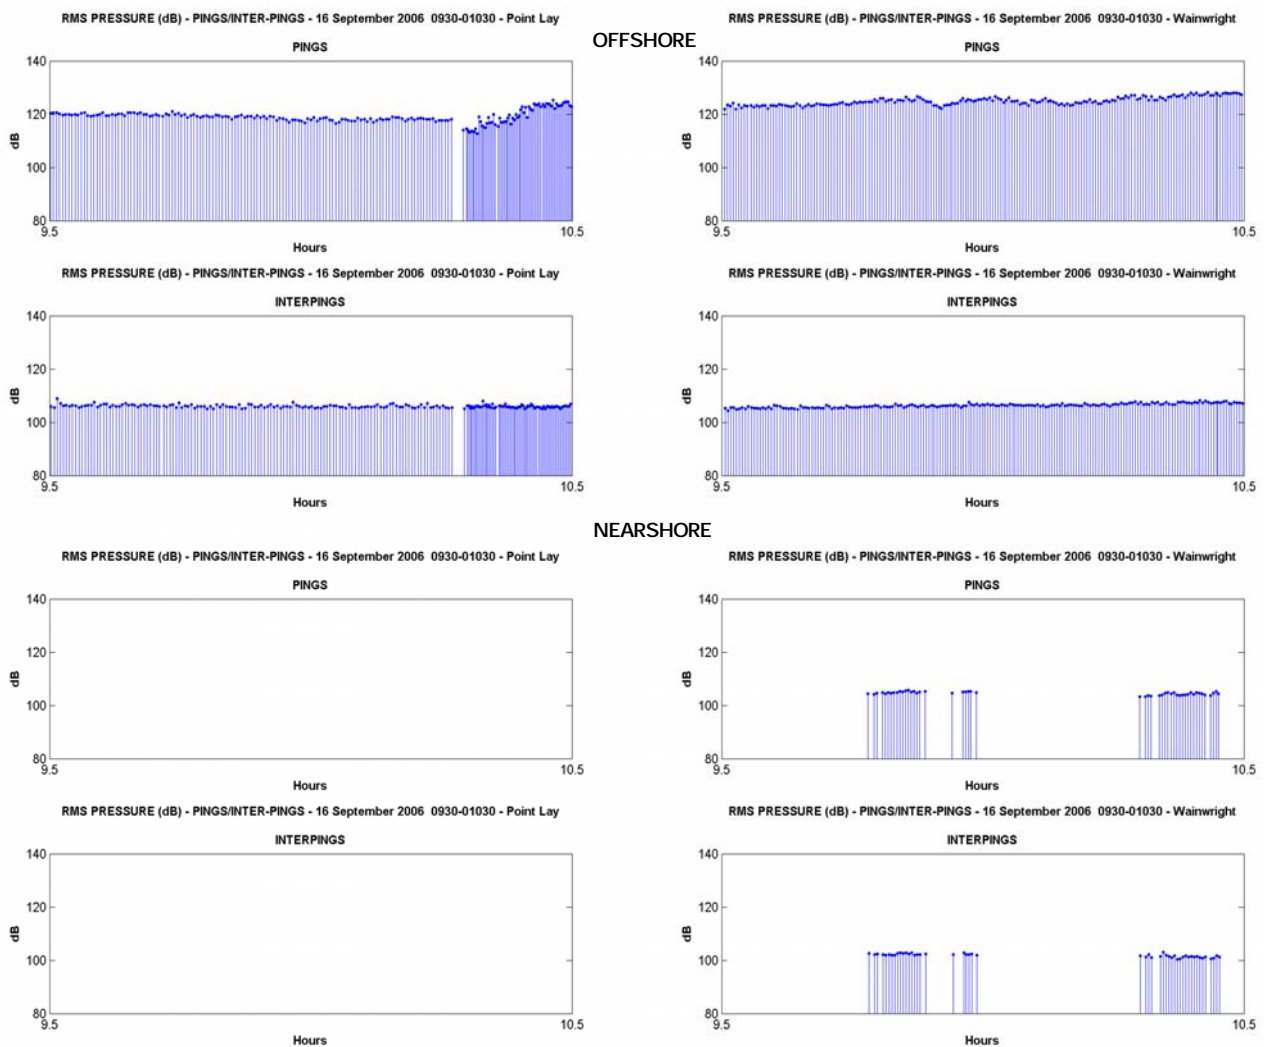 RMS PRESSURE (dB) - PINGS/INTER-PINGS - 16 September 2006 0930-01030 - Point Lay
RMS PRESSURE (dB) - PINGS/INTER-PINGS - 16 September 2006 0930-01030 - Wainwright
OFFSHORE
PINGS
140
120
100
80
dB
9.5
10.5
Hours
PINGS
140
120
100
80
dB
9.5
10.5
Hours
RMS PRESSURE (dB) - PINGS/INTER-PINGS - 16 September 2006 0930-01030 - Point Lay
INTERPINGS
140
120
100
80
dB
9.5
10.5
Hours
RMS PRESSURE (dB) - PINGS/INTER-PINGS - 16 September 2006 0930-01030 - Wainwright
INTERPINGS
140
120
100
80
dB
9.5
10.5
Hours
NEARSHORE
RMS PRESSURE (dB) - PINGS/INTER-PINGS - 16 September 2006 0930-01030 - Point Lay
PINGS
140
120
100
80
dB
9.5
10.5
Hours
RMS PRESSURE (dB) - PINGS/INTER-PINGS - 16 September 2006 0930-01030 - Wainwright
PINGS
140
120
100
80
dB
9.5
10.5
Hours
RMS PRESSURE (dB) - PINGS/INTER-PINGS - 16 September 2006 0930-01030 - Point Lay
INTERPINGS
140
120
100
80
dB
9.5
10.5
Hours
RMS PRESSURE (dB) - PINGS/INTER-PINGS - 16 September 2006 0930-01030 - Wainwright
INTERPINGS
140
120
100
80
dB
9.5
10.5
Hours